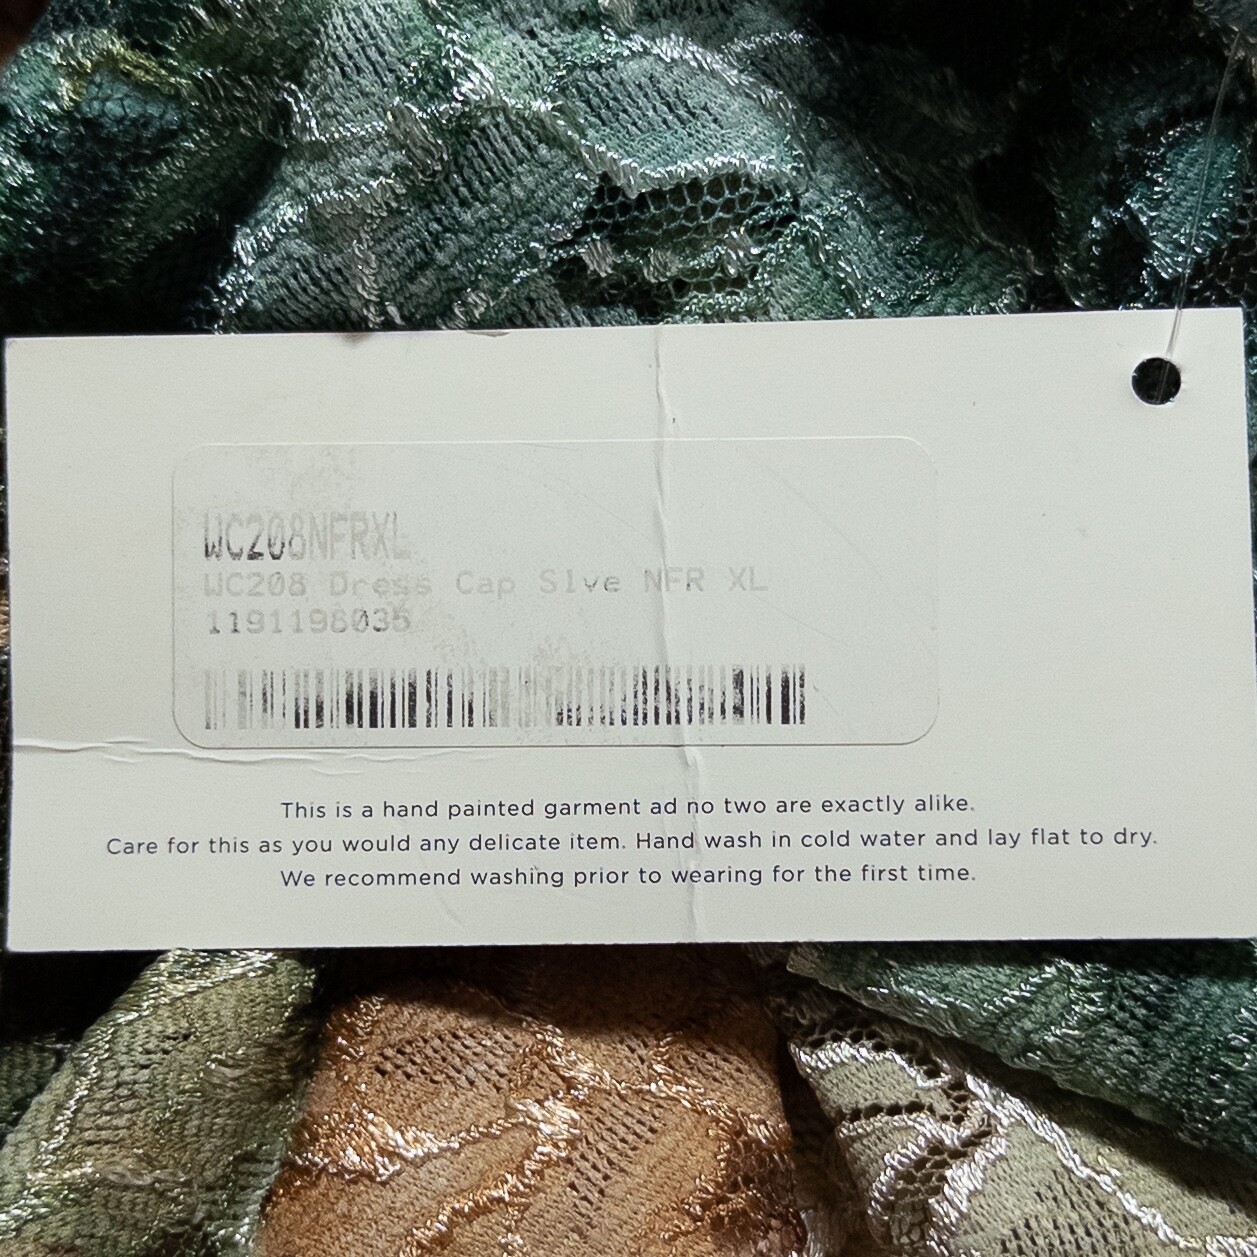 WC208NFRXL
WC208 Dress Cap Slve NFR XL
1191198035
This is a hand painted garment ad no two are exactly alike.
Care for this as you would any delicate item. Hand wash in cold water and lay flat to dry.
We recommend washing prior to wearing for the first time.